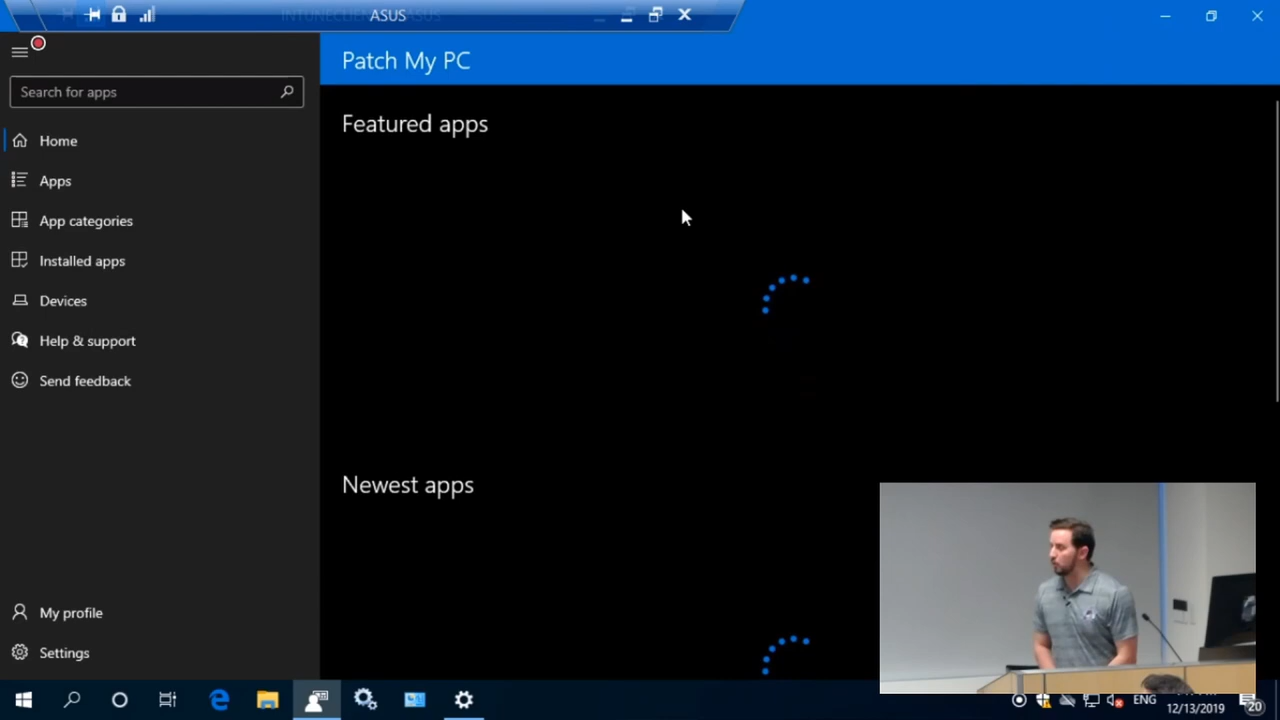 ASUS
Patch My PC
Search for apps
Featured apps
Home
Apps
App categories
Installed apps
Devices
Help & support
Send feedback
Newest apps
My profile
Settings
ENG
12/13/2019
20